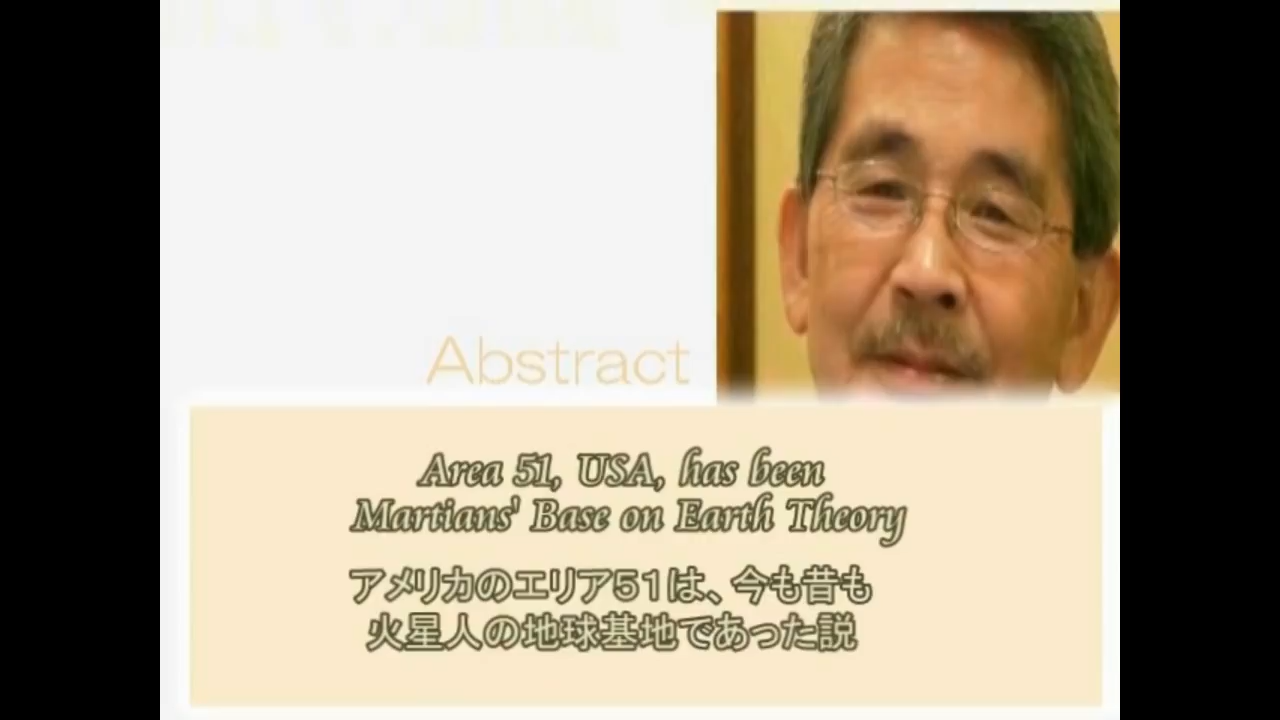 Abstract
Area 51, USA, has been
Martians' Base on Earth Theory
アメリカのエリア51は、今も昔も
火星人の地球基地であった説